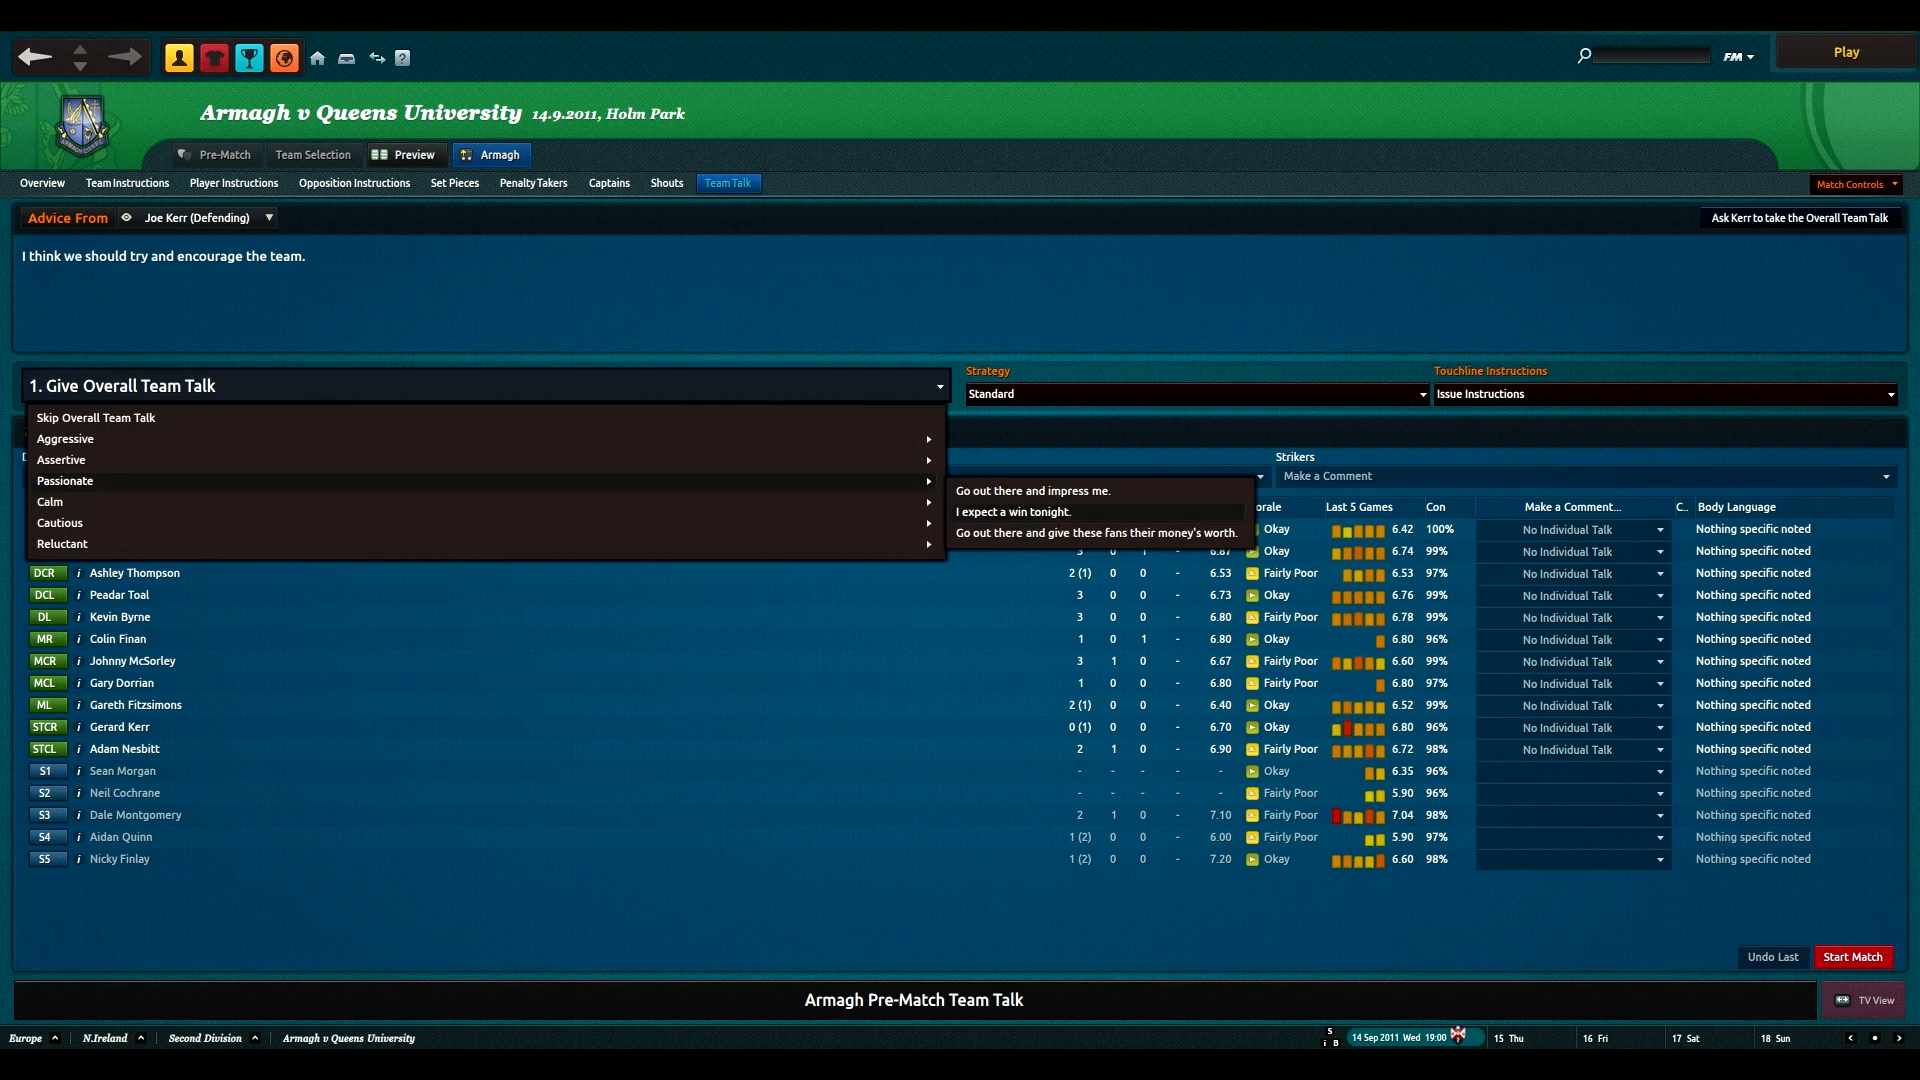 FM
Play
Armagh v Queens University 14.9.2011, Holm Park
Pre-Match Team Selection Preview Armagh
Overview Team Instructions Player Instructions Opposition Instructions Set Pieces Penalty Takers Captains Shouts Team Talk Match Controls
Advice From Joe Kerr (Defending) Ask Kerr to take the Overall Team Talk
I think we should try and encourage the team.
1. Give Overall Team Talk
Strategy Touchline Instructions
Standard Issue Instructions
Skip Overall Team Talk
Aggressive
Assertive
Passionate
Calm
Cautious
Reluctant
Strikers
Make a Comment
Go out there and impress me.
I expect a win tonight.
Go out there and give these fans their money's worth.
orale Last 5 Games Con Make a Comment... C.. Body Language
Okay 6.42 100% No Individual Talk Nothing specific noted
3 0 1 - 6.87 Okay 6.74 99% No Individual Talk Nothing specific noted
DCR i Ashley Thompson 2 (1) 0 0 - 6.53 Fairly Poor 6.53 97% No Individual Talk Nothing specific noted
DCL i Peadar Toal 3 0 0 - 6.73 Okay 6.76 99% No Individual Talk Nothing specific noted
DL i Kevin Byrne 3 0 0 - 6.80 Fairly Poor 6.78 99% No Individual Talk Nothing specific noted
MR i Colin Finan 1 0 1 - 6.80 Okay 6.80 96% No Individual Talk Nothing specific noted
MCR i Johnny McSorley 3 1 0 - 6.67 Fairly Poor 6.60 99% No Individual Talk Nothing specific noted
MCL i Gary Dorrian 1 0 0 - 6.80 Fairly Poor 6.80 97% No Individual Talk Nothing specific noted
ML i Gareth Fitzsimons 2 (1) 0 0 - 6.40 Okay 6.52 99% No Individual Talk Nothing specific noted
STCR i Gerard Kerr 0 (1) 0 0 - 6.70 Okay 6.80 96% No Individual Talk Nothing specific noted
STCL i Adam Nesbitt 2 1 0 - 6.90 Fairly Poor 6.72 98% No Individual Talk Nothing specific noted
S1 i Sean Morgan - - - - - Okay 6.35 96% Nothing specific noted
S2 i Neil Cochrane - - - - - Fairly Poor 5.90 96% Nothing specific noted
S3 i Dale Montgomery 2 1 0 - 7.10 Fairly Poor 7.04 98% Nothing specific noted
S4 i Aidan Quinn 1 (2) 0 0 - 6.00 Fairly Poor 5.90 97% Nothing specific noted
S5 i Nicky Finlay 1 (2) 0 0 - 7.20 Okay 6.60 98% Nothing specific noted
Undo Last Start Match
Armagh Pre-Match Team Talk TV View
Europe N.Ireland Second Division Armagh v Queens University S i B 14 Sep 2011 Wed 19:00 15 Thu 16 Fri 17 Sat 18 Sun